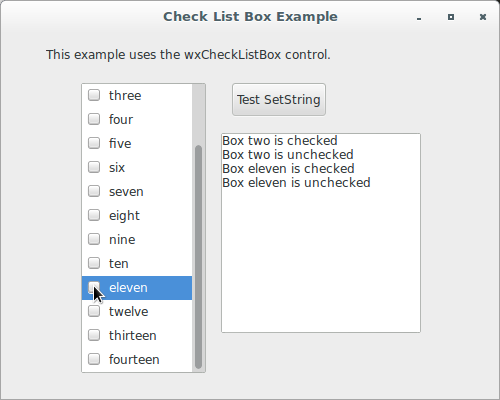 Check List Box Example
This example uses the wxCheckListBox control.
three
four
five
six
seven
eight
nine
ten
eleven
twelve
thirteen
fourteen
Test SetString
Box two is checked
Box two is unchecked
Box eleven is checked
Box eleven is unchecked